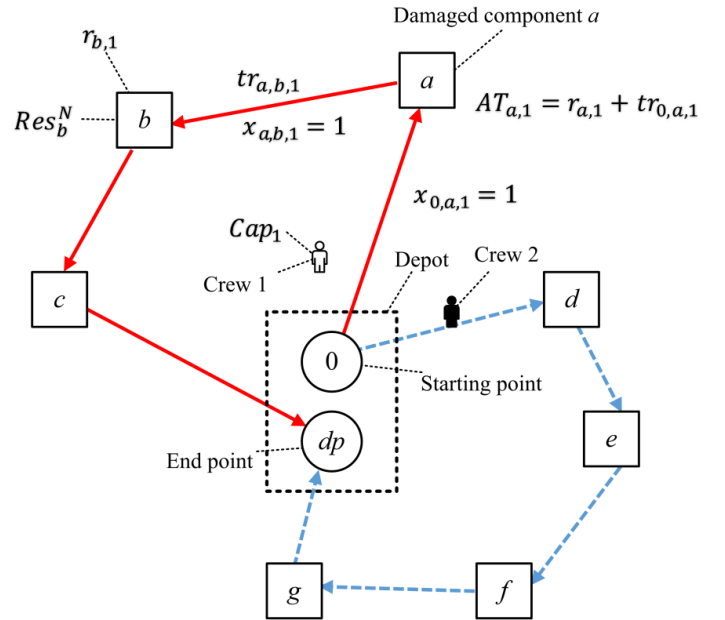 Damaged component a
r_{b,1}
tr_{a,b,1}
a
AT_{a,1} = r_{a,1} + tr_{0,a,1}
Res_b^N
b
x_{a,b,1} = 1
x_{0,a,1} = 1
Cap_1
Crew 1
Depot
Crew 2
c
d
0
Starting point
dp
e
End point
g
f